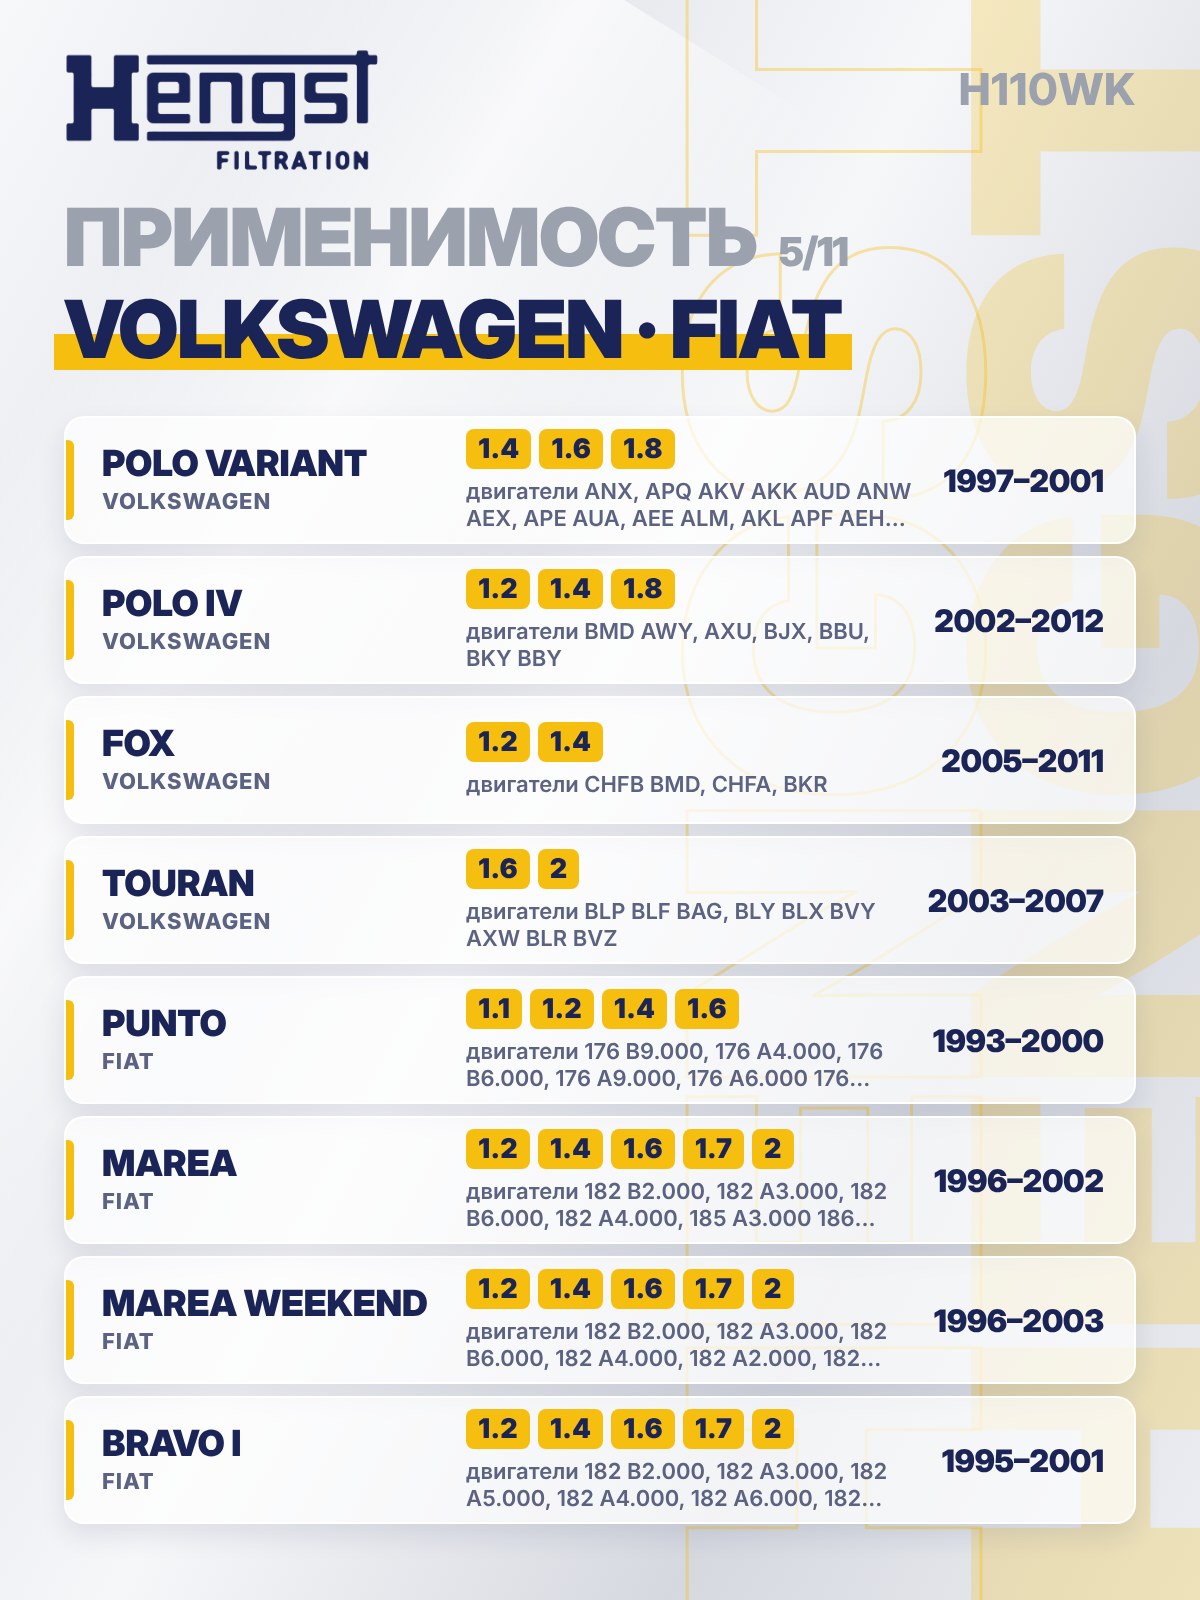 Hengst
FILTRATION
H110WK
ПРИМЕНИМОСТЬ 5/11
VOLKSWAGEN · FIAT
POLO VARIANT
VOLKSWAGEN
1.4 1.6 1.8
двигатели ANX, APQ AKV AKK AUD ANW
AEX, APE AUA, AEE ALM, AKL APF AEH...
1997–2001
POLO IV
VOLKSWAGEN
1.2 1.4 1.8
двигатели BMD AWY, AXU, BJX, BBU,
BKY BBY
2002–2012
FOX
VOLKSWAGEN
1.2 1.4
двигатели CHFB BMD, CHFA, BKR
2005–2011
TOURAN
VOLKSWAGEN
1.6 2
двигатели BLP BLF BAG, BLY BLX BVY
AXW BLR BVZ
2003–2007
PUNTO
FIAT
1.1 1.2 1.4 1.6
двигатели 176 B9.000, 176 A4.000, 176
B6.000, 176 A9.000, 176 A6.000 176...
1993–2000
MAREA
FIAT
1.2 1.4 1.6 1.7 2
двигатели 182 B2.000, 182 A3.000, 182
B6.000, 182 A4.000, 185 A3.000 186...
1996–2002
MAREA WEEKEND
FIAT
1.2 1.4 1.6 1.7 2
двигатели 182 B2.000, 182 A3.000, 182
B6.000, 182 A4.000, 182 A2.000, 182...
1996–2003
BRAVO I
FIAT
1.2 1.4 1.6 1.7 2
двигатели 182 B2.000, 182 A3.000, 182
A5.000, 182 A4.000, 182 A6.000, 182...
1995–2001
HENGST
HENGST